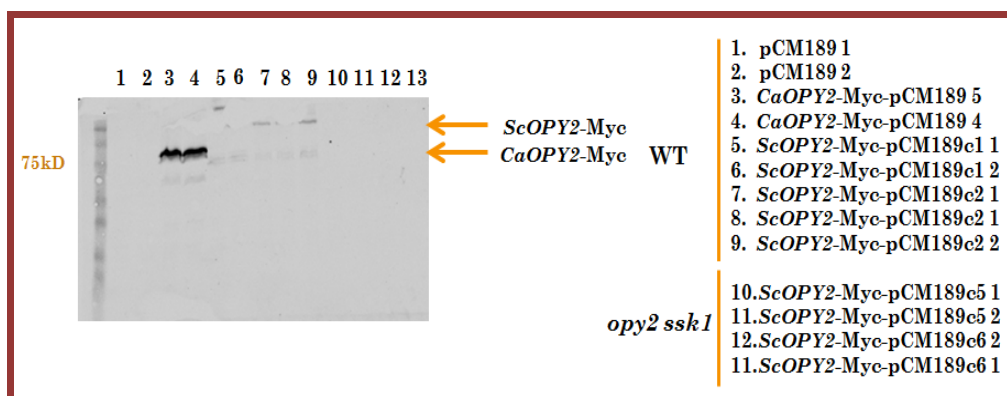 1 2 3 4 5 6 7 8 9 10 11 12 13
75kD
ScOPY2-Myc
CaOPY2-Myc
WT
opy2 ssk1
1. pCM189 1
2. pCM189 2
3. CaOPY2-Myc-pCM189 5
4. CaOPY2-Myc-pCM189 4
5. ScOPY2-Myc-pCM189c1 1
6. ScOPY2-Myc-pCM189c1 2
7. ScOPY2-Myc-pCM189c2 1
8. ScOPY2-Myc-pCM189c2 1
9. ScOPY2-Myc-pCM189c2 2
10.ScOPY2-Myc-pCM189c5 1
11.ScOPY2-Myc-pCM189c5 2
12.ScOPY2-Myc-pCM189c6 2
11.ScOPY2-Myc-pCM189c6 1